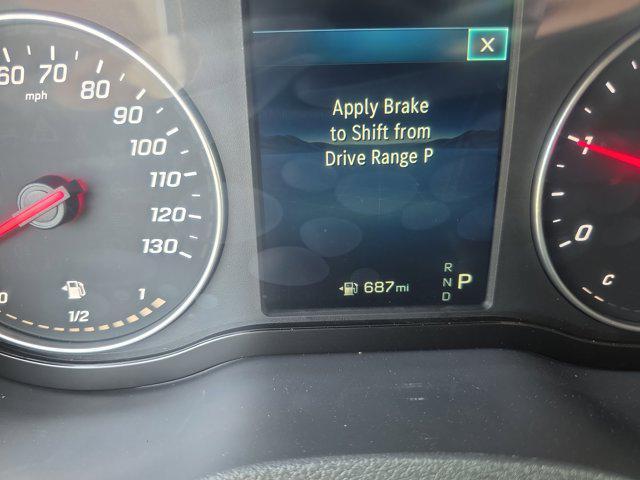 60
70
80
90
100
110
120
130
mph
0
1/2
1
X
Apply Brake
to Shift from
Drive Range P
687 mi
R
N
D
P
1
0
C